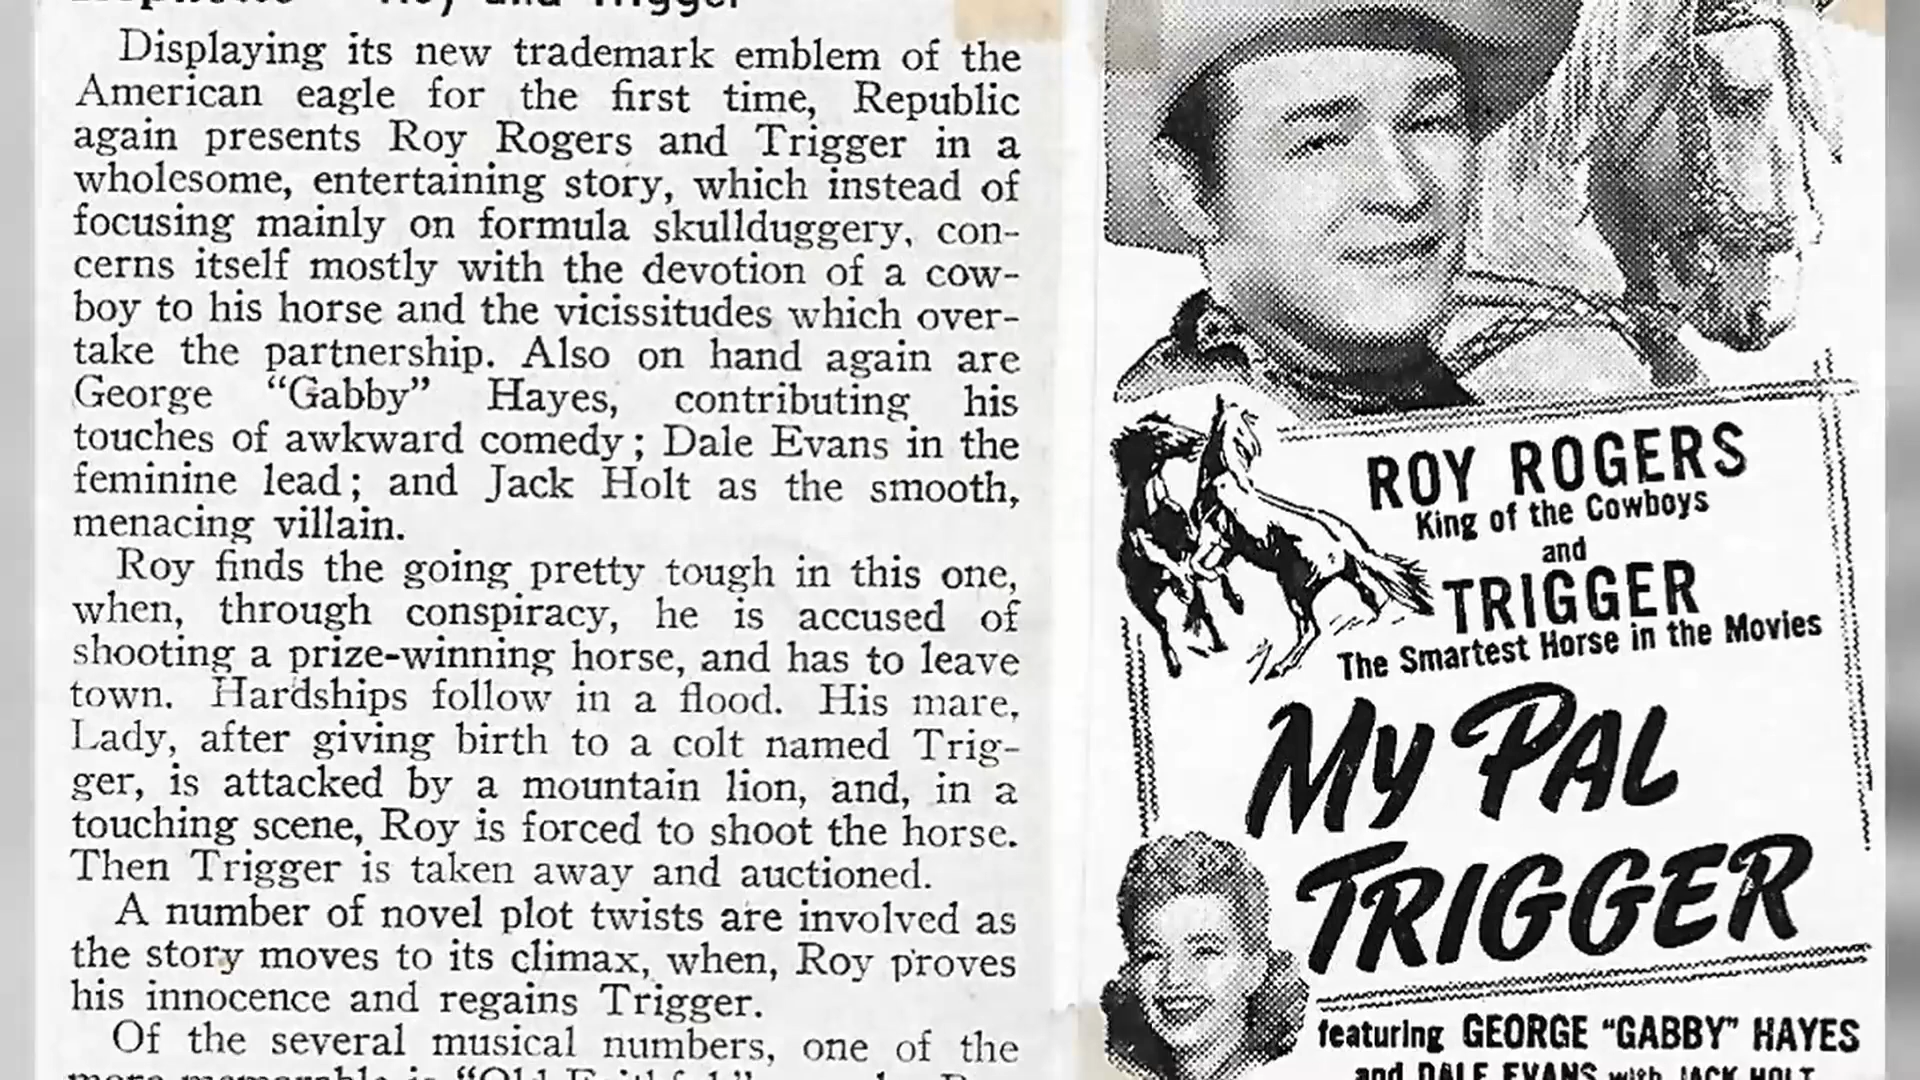 Roy and Trigger
Displaying its new trademark emblem of the
American eagle for the first time, Republic
again presents Roy Rogers and Trigger in a
wholesome, entertaining story, which instead of
focusing mainly on formula skullduggery, con-
cerns itself mostly with the devotion of a cow-
boy to his horse and the vicissitudes which over-
take the partnership. Also on hand again are
George “Gabby” Hayes, contributing his
touches of awkward comedy; Dale Evans in the
feminine lead; and Jack Holt as the smooth,
menacing villain.
Roy finds the going pretty tough in this one,
when, through conspiracy, he is accused of
shooting a prize-winning horse, and has to leave
town. Hardships follow in a flood. His mare,
Lady, after giving birth to a colt named Trig-
ger, is attacked by a mountain lion, and, in a
touching scene, Roy is forced to shoot the horse.
Then Trigger is taken away and auctioned.
A number of novel plot twists are involved as
the story moves to its climax, when, Roy proves
his innocence and regains Trigger.
Of the several musical numbers, one of the
ROY ROGERS
King of the Cowboys
and
TRIGGER
The Smartest Horse in the Movies
MY PAL
TRIGGER
featuring GEORGE “GABBY” HAYES
and DALE EVANS with JACK HOLT